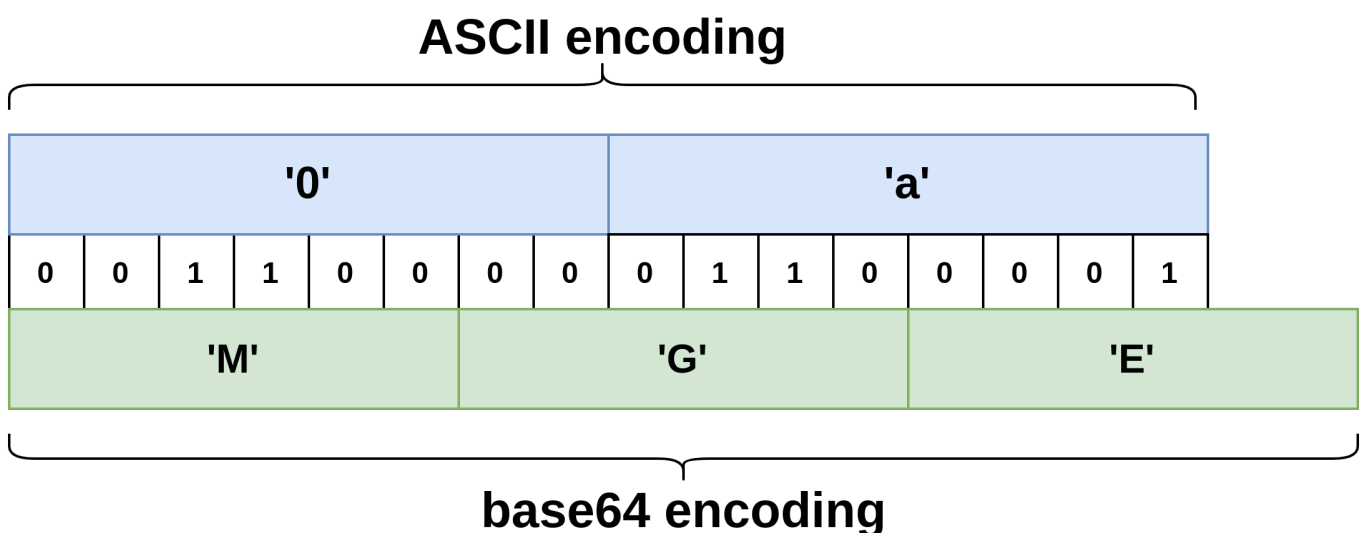 ASCII encoding
'0' 'a'
0 0 1 1 0 0 0 0 0 1 1 0 0 0 0 1
'M' 'G' 'E'
base64 encoding